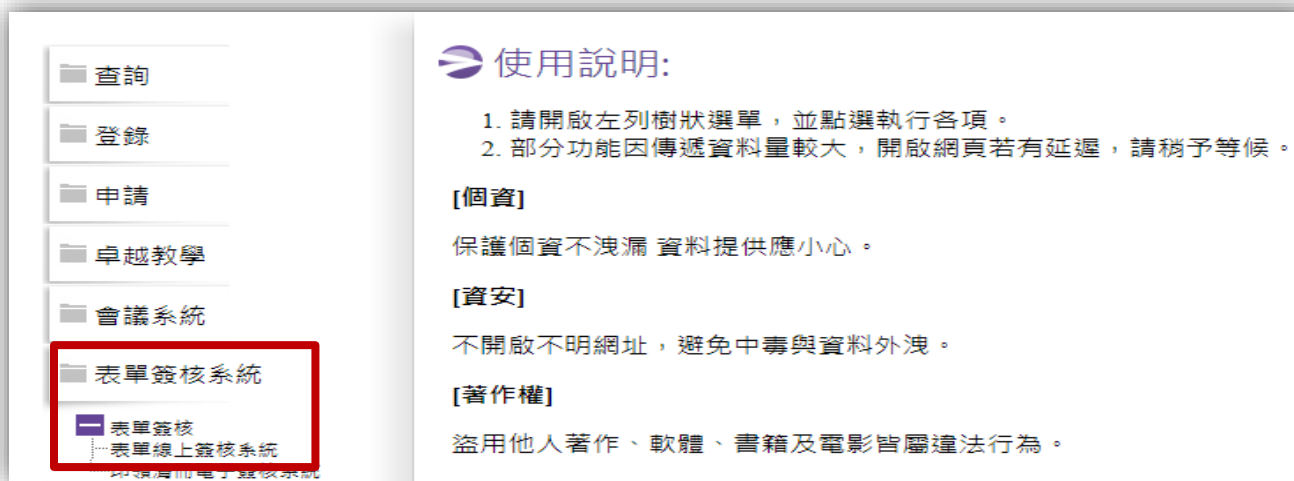 查詢
登錄
申請
卓越教學
會議系統
表單簽核系統
表單簽核
表單線上簽核系統
電子簽核系統
使用說明:
1. 請開啟左列樹狀選單，並點選執行各項。
2. 部分功能因傳遞資料量較大，開啟網頁若有延遲，請稍予等候。
[個資]
保護個資不洩漏 資料提供應小心。
[資安]
不開啟不明網址，避免中毒與資料外洩。
[著作權]
盜用他人著作、軟體、書籍及電影皆屬違法行為。